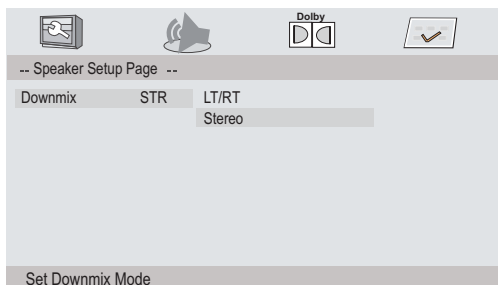 Dolby
-- Speaker Setup Page --
Downmix STR LT/RT
Stereo
Set Downmix Mode